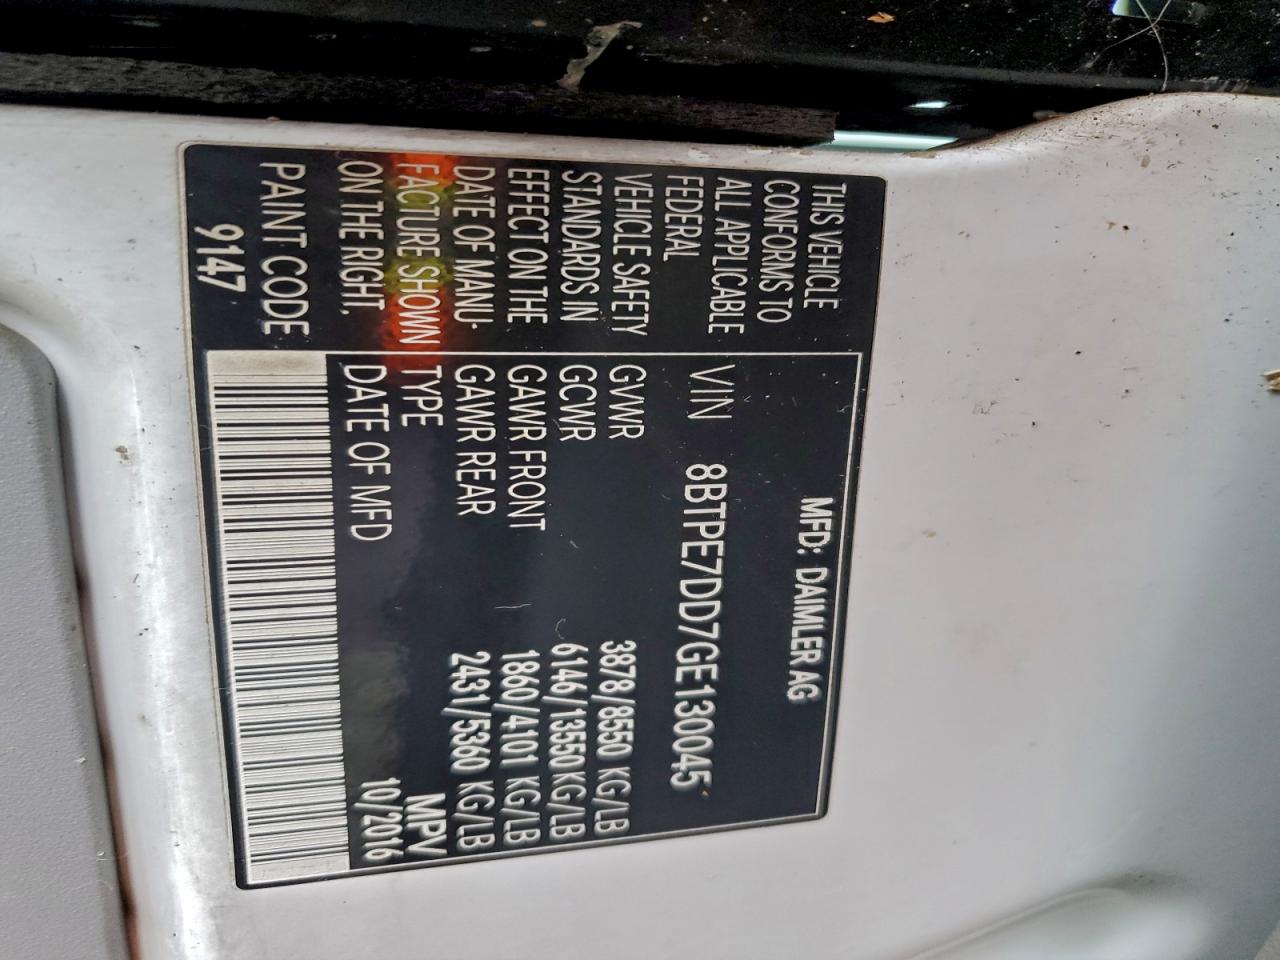 MFD: DAIMLER AG
THIS VEHICLE
CONFORMS TO
ALL APPLICABLE
FEDERAL
VEHICLE SAFETY
STANDARDS IN
EFFECT ON THE
DATE OF MANU-
FACTURE SHOWN
ON THE RIGHT.
PAINT CODE
9147
VIN 8BTPE7DD7GE130045
GVWR 3878/8550 KG/LB
GCWR 6146/13550 KG/LB
GAWR FRONT 1860/4101 KG/LB
GAWR REAR 2431/5360 KG/LB
TYPE MPV
DATE OF MFD 10/2016